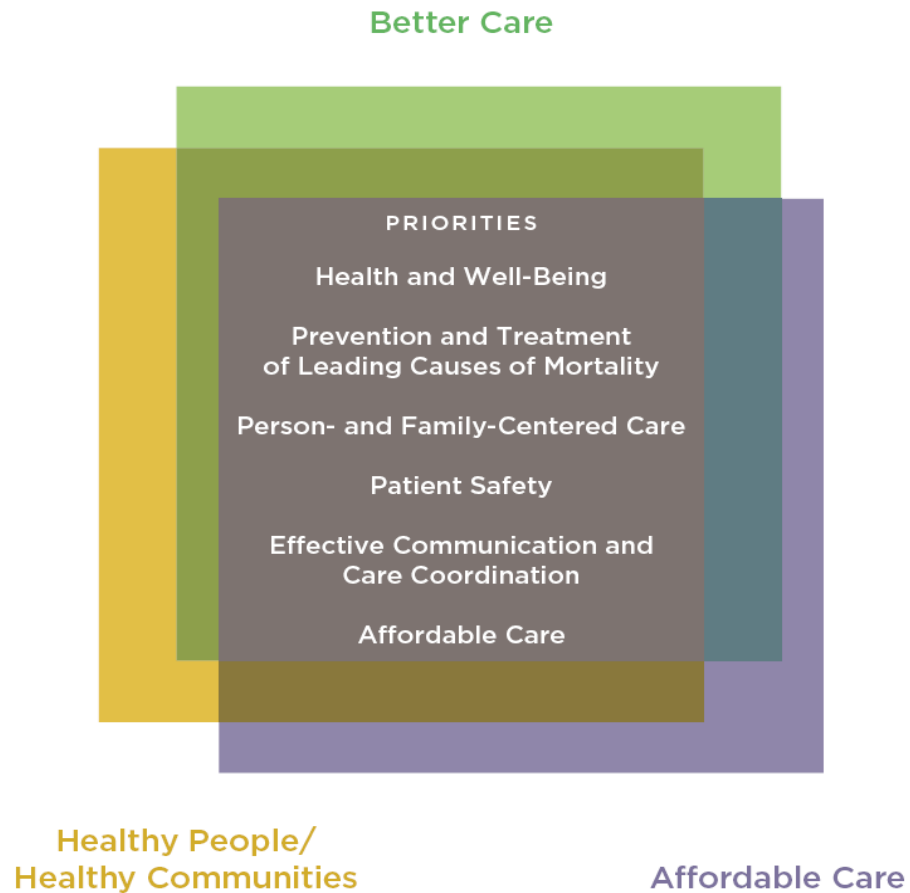 Better Care
PRIORITIES
Health and Well-Being
Prevention and Treatment
of Leading Causes of Mortality
Person- and Family-Centered Care
Patient Safety
Effective Communication and
Care Coordination
Affordable Care
Healthy People/
Healthy Communities
Affordable Care